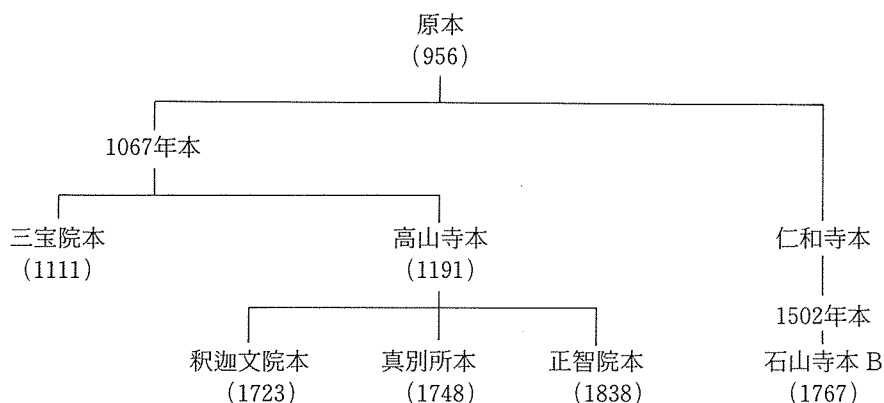 原本
(956)
1067年本
三宝院本
(1111)
高山寺本
(1191)
仁和寺本
1502年本
釈迦文院本
(1723)
真別所本
(1748)
正智院本
(1838)
石山寺本 B
(1767)